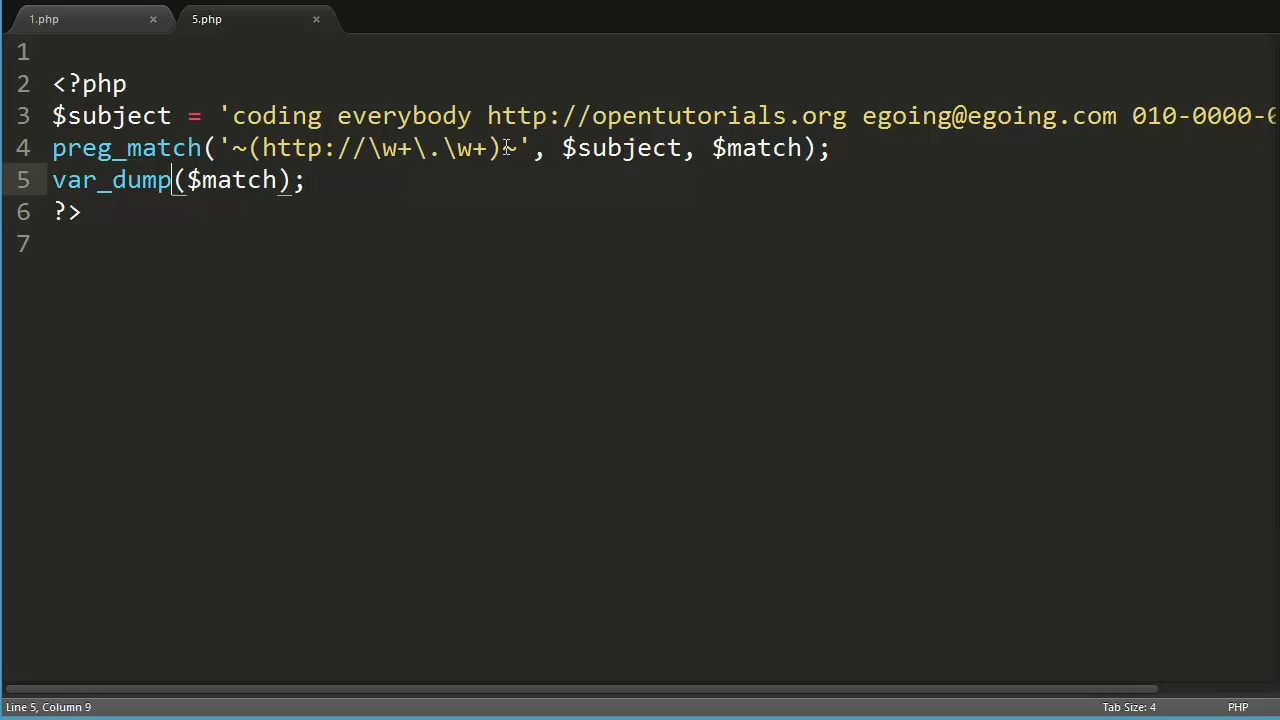 1.php × 5.php ×
1
2 <?php
3 $subject = 'coding everybody http://opentutorials.org egoing@egoing.com 010-0000-
4 preg_match('~(http://\w+\.\w+)~', $subject, $match);
5 var_dump($match);
6 ?>
7
Line 5, Column 9 Tab Size: 4 PHP